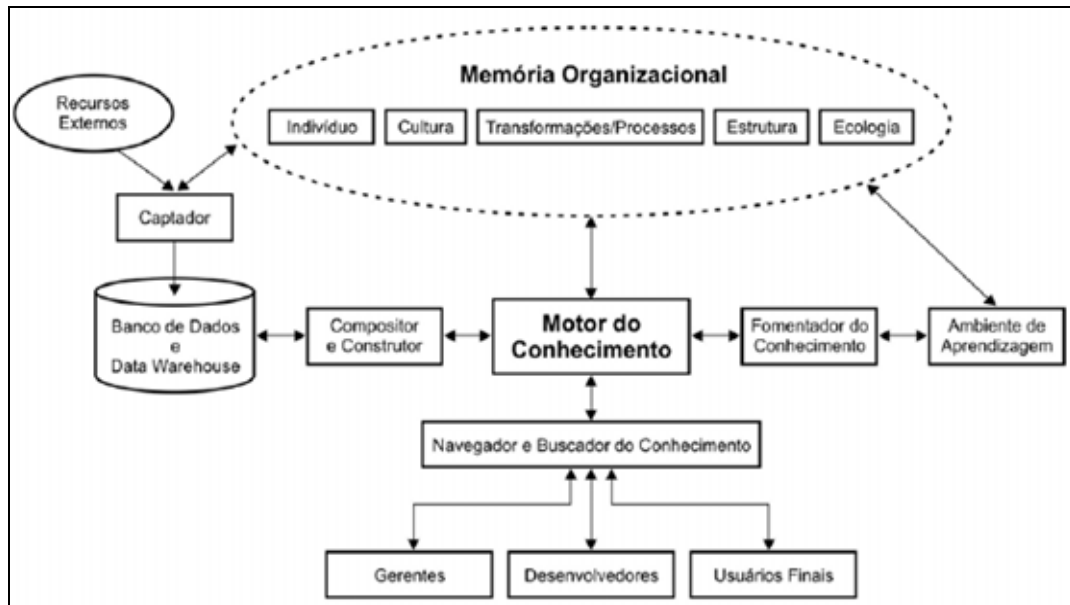 Memória Organizacional
Recursos
Externos
Indivíduo
Cultura
Transformações/Processos
Estrutura
Ecologia
Captador
Banco de Dados
e
Data Warehouse
Compositor
e Construtor
Motor do
Conhecimento
Fomentador do
Conhecimento
Ambiente de
Aprendizagem
Navegador e Buscador do Conhecimento
Gerentes
Desenvolvedores
Usuários Finais